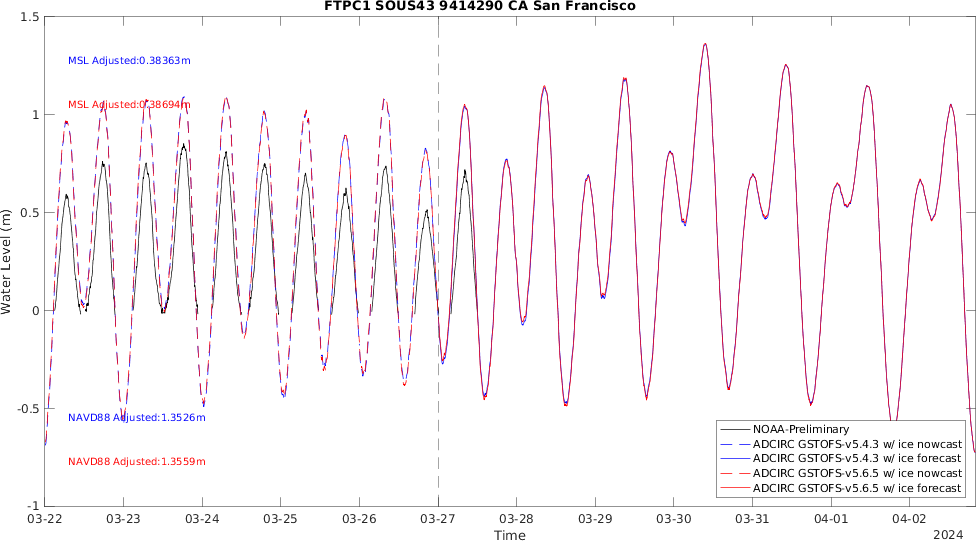 FTPC1 SOUS43 9414290 CA San Francisco
1.5
1
0.5
0
-0.5
-1
Water Level (m)
MSL Adjusted:0.38363m
MSL Adjusted:0.38694m
NAVD88 Adjusted:1.3526m
NAVD88 Adjusted:1.3559m
NOAA-Preliminary
ADCIRC GSTOFS-v5.4.3 w/ ice nowcast
ADCIRC GSTOFS-v5.4.3 w/ ice forecast
ADCIRC GSTOFS-v5.6.5 w/ ice nowcast
ADCIRC GSTOFS-v5.6.5 w/ ice forecast
03-22 03-23 03-24 03-25 03-26 03-27 03-28 03-29 03-30 03-31 04-01 04-02
Time
2024